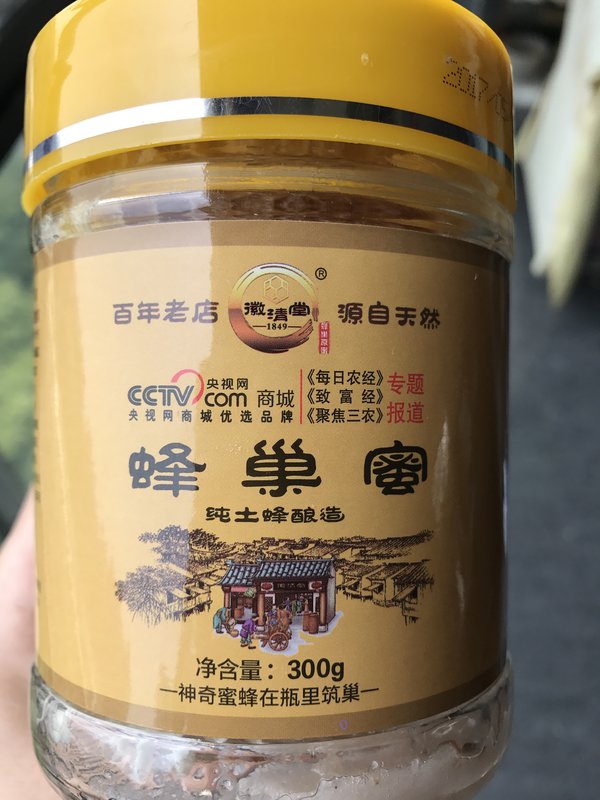 2017/05
百年老店
徽清堂
1849
®
源自天然
CCTV.com 央视网 商城
央视网商城优选品牌
《每日农经》
《致富经》
《聚焦三农》
专题
报道
蜂巢蜜
纯土蜂酿造
净含量：300g
—神奇蜜蜂在瓶里筑巢—